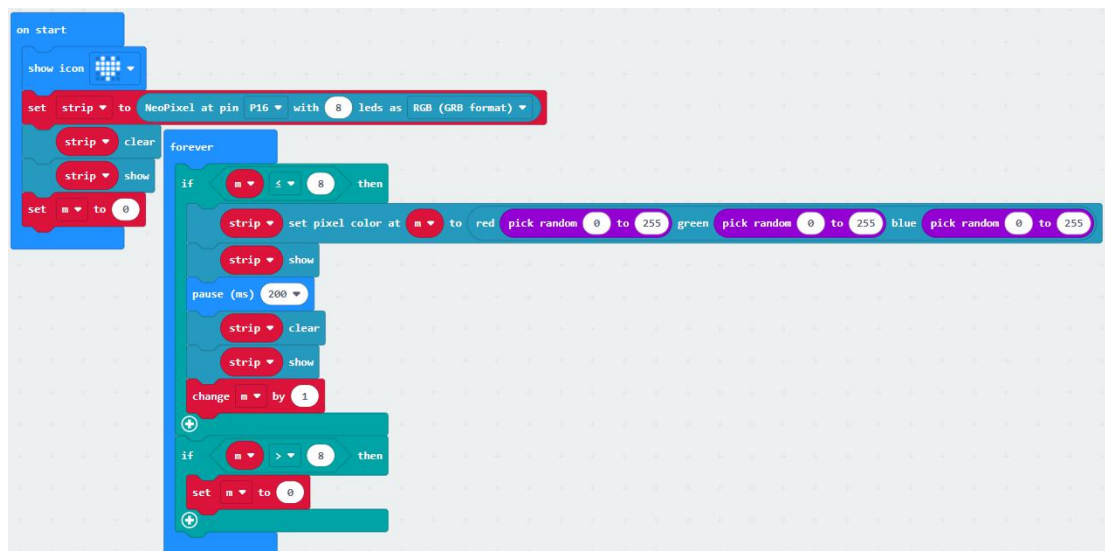 on start
show icon
set strip to NeoPixel at pin P16 with 8 leds as RGB (GRB format)
strip clear
strip show
set m to 0
forever
if m ≤ 8 then
strip set pixel color at m to red pick random 0 to 255 green pick random 0 to 255 blue pick random 0 to 255
strip show
pause (ms) 200
strip clear
strip show
change m by 1
if m > 8 then
set m to 0